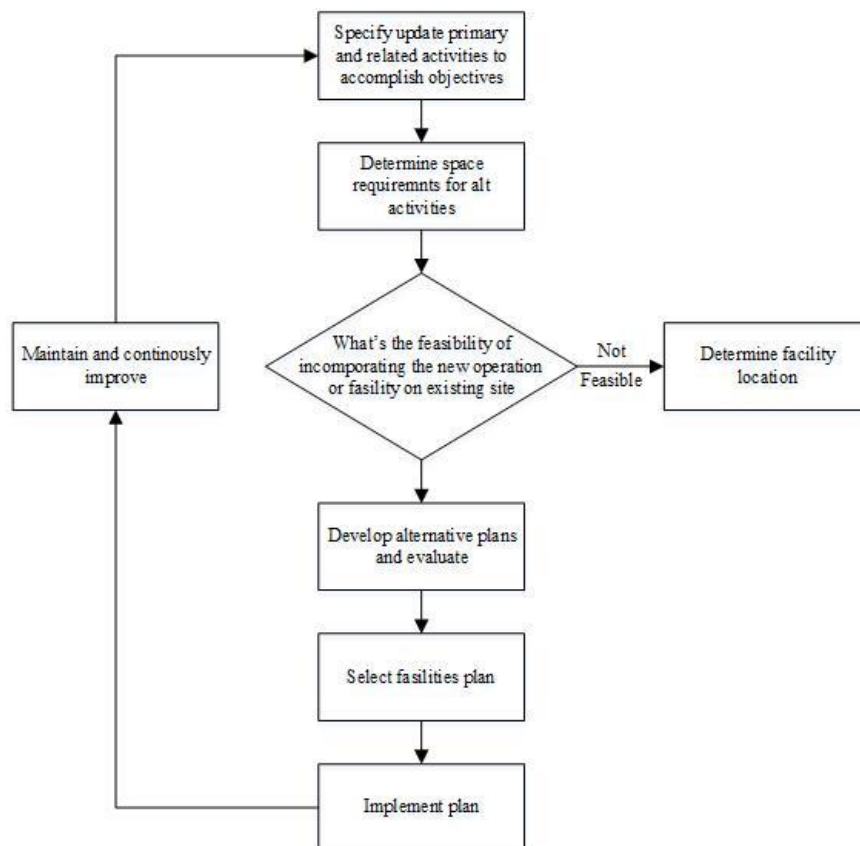 Specify update primary
and related activities to
accomplish objectives
Determine space
requiremnts for alt
activities
What's the feasibility of
incorporating the new operation
or fasility on existing site
Not
Feasible
Determine facility
location
Maintain and continously
improve
Develop alternative plans
and evaluate
Select fasilities plan
Implement plan